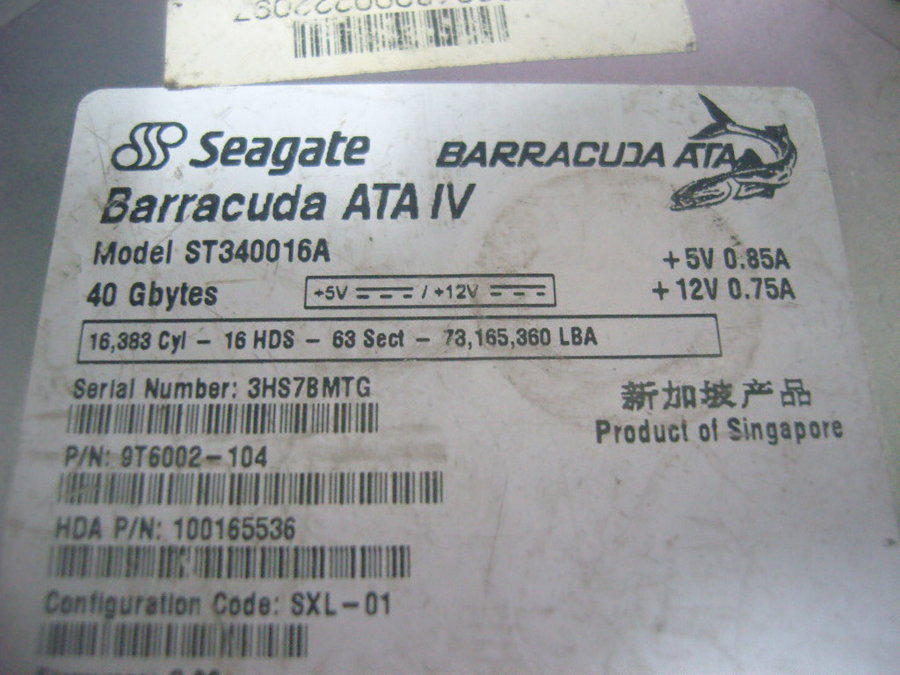 Seagate BARRACUDA ATA
Barracuda ATA IV
Model ST340016A
+5V 0.85A
40 Gbytes
+5V / +12V
+12V 0.75A
16,383 Cyl – 16 HDS – 63 Sect – 73,165,360 LBA
Serial Number: 3HS7BMTG
新加坡产品
Product of Singapore
P/N: 9T6002-104
HDA P/N: 100165536
Configuration Code: SXL-01